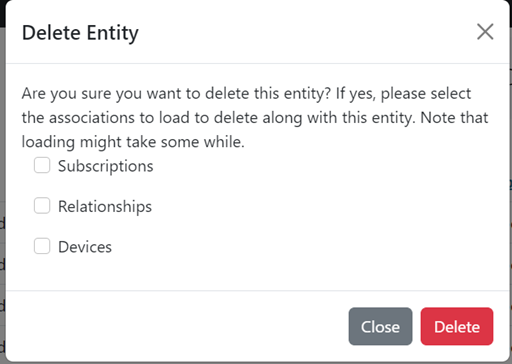 Delete Entity
Are you sure you want to delete this entity? If yes, please select
the associations to load to delete along with this entity. Note that
loading might take some while.
Subscriptions
Relationships
Devices
Close
Delete